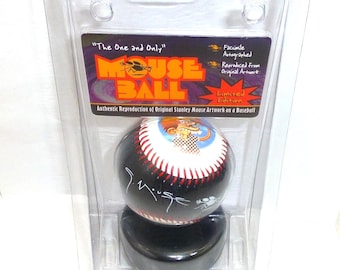 "The One and Only"
Facsimile
Autographed
Reproduced from
Original Artwork
MOUSE
BALL
Limited
Edition
Authentic Reproduction of Original Stanley Mouse Artwork on a Baseball
Mouse